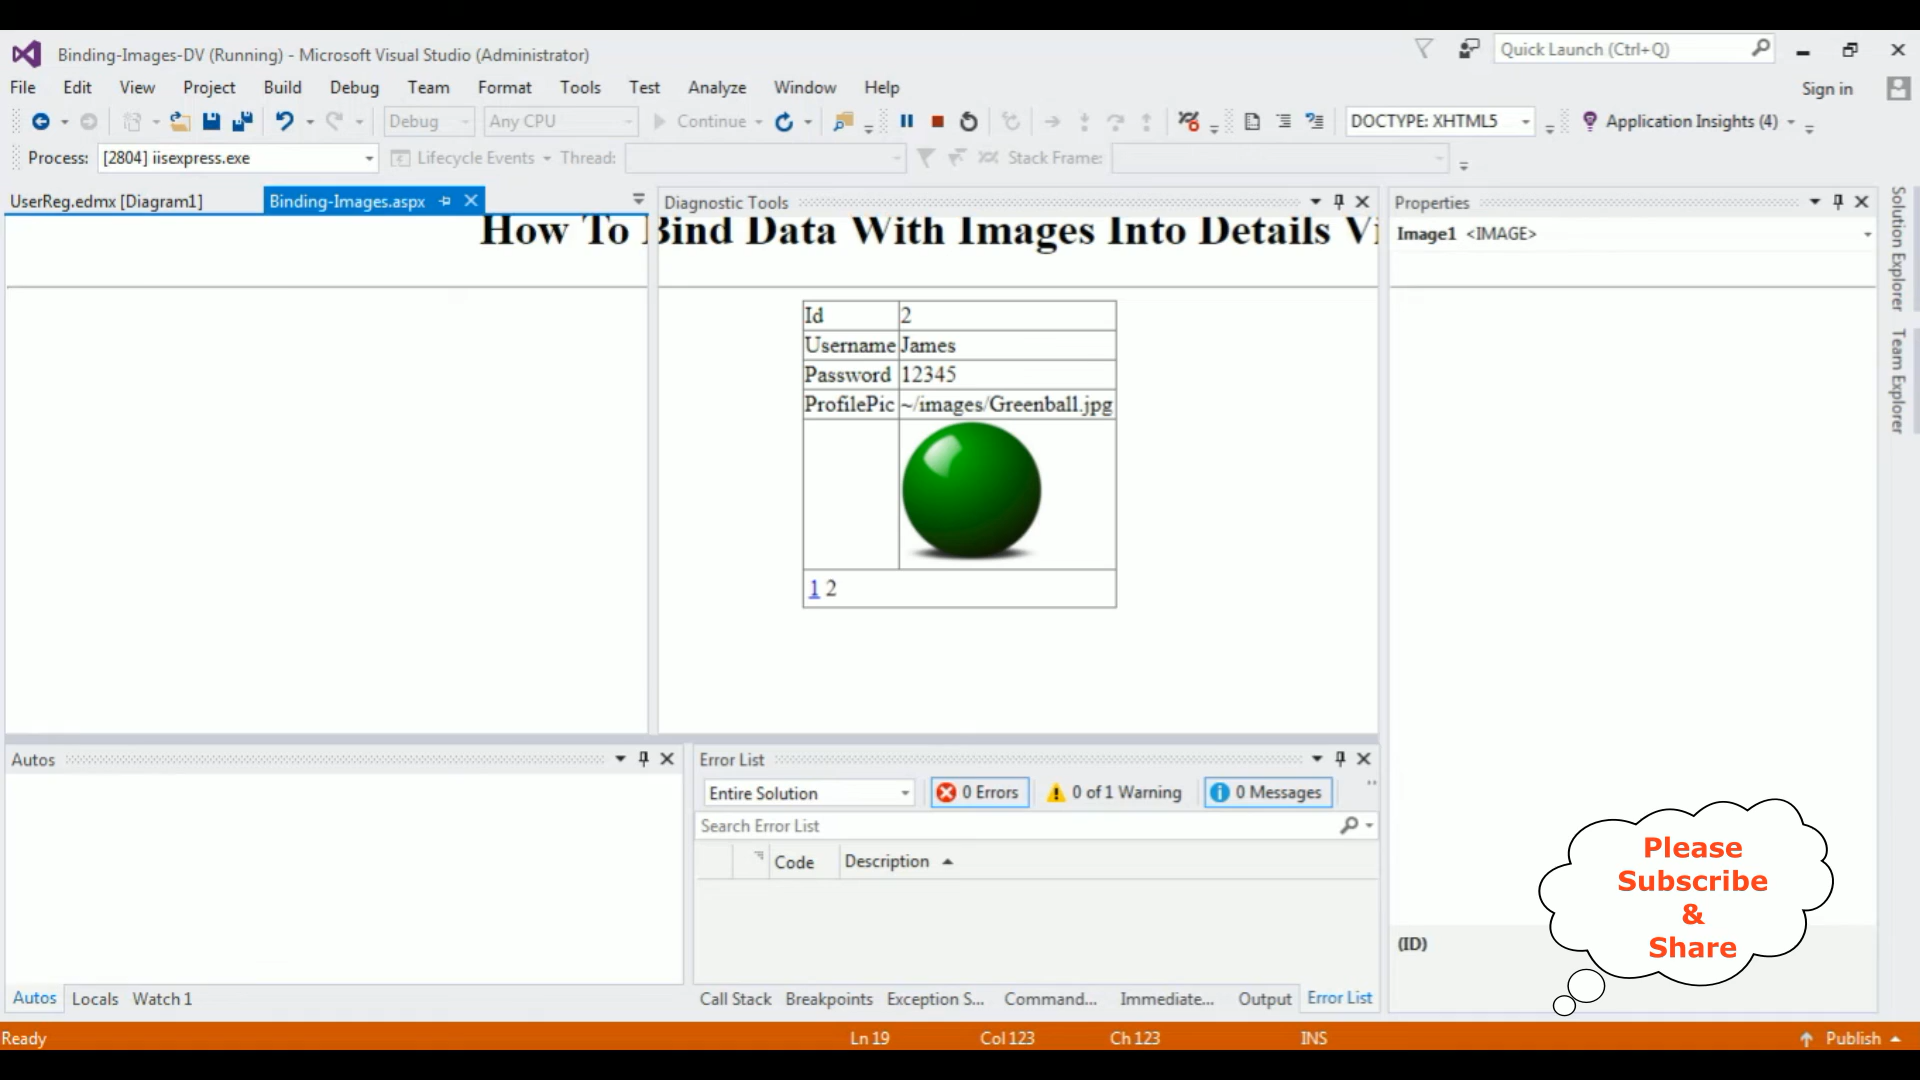 Binding-Images-DV (Running) - Microsoft Visual Studio (Administrator)
Quick Launch (Ctrl+Q)
File Edit View Project Build Debug Team Format Tools Test Analyze Window Help
Sign in
Debug Any CPU Continue DOCTYPE: XHTML5 Application Insights (4)
Process: [2804] iisexpress.exe Lifecycle Events Thread: Stack Frame:
UserReg.edmx [Diagram1] Binding-Images.aspx
Diagnostic Tools
Properties
Solution Explorer
Team Explorer
How To Bind Data With Images Into Details Vi
Image1 <IMAGE>
Id 2
Username James
Password 12345
ProfilePic ~/images/Greenball.jpg
1 2
Autos
Error List
Entire Solution 0 Errors 0 of 1 Warning 0 Messages
Search Error List
Code Description
Please
Subscribe
&
Share
(ID)
Autos Locals Watch 1
Call Stack Breakpoints Exception S... Command... Immediate... Output Error List
Ready Ln 19 Col 123 Ch 123 INS Publish